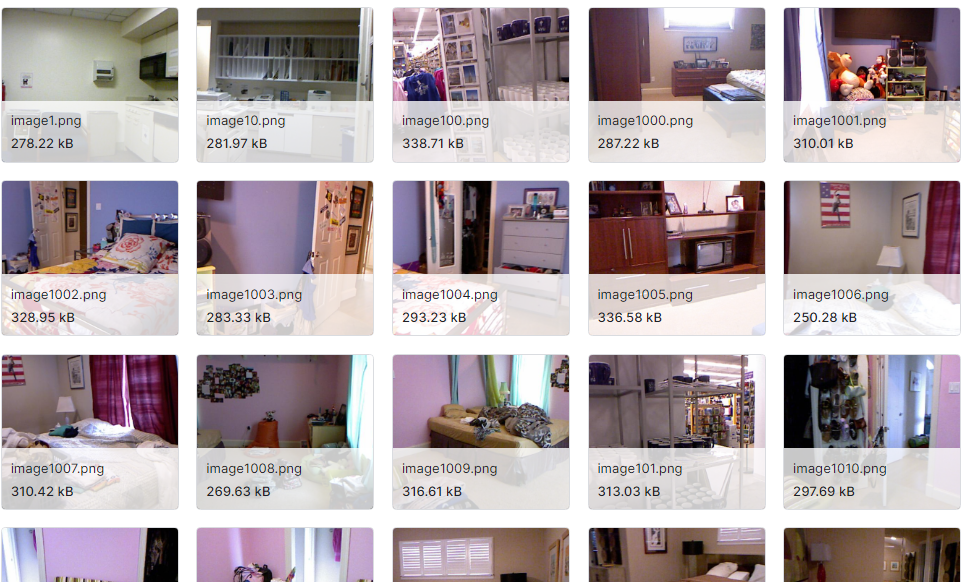 image1.png
278.22 kB
image10.png
281.97 kB
image100.png
338.71 kB
image1000.png
287.22 kB
image1001.png
310.01 kB
image1002.png
328.95 kB
image1003.png
283.33 kB
image1004.png
293.23 kB
image1005.png
336.58 kB
image1006.png
250.28 kB
image1007.png
310.42 kB
image1008.png
269.63 kB
image1009.png
316.61 kB
image101.png
313.03 kB
image1010.png
297.69 kB